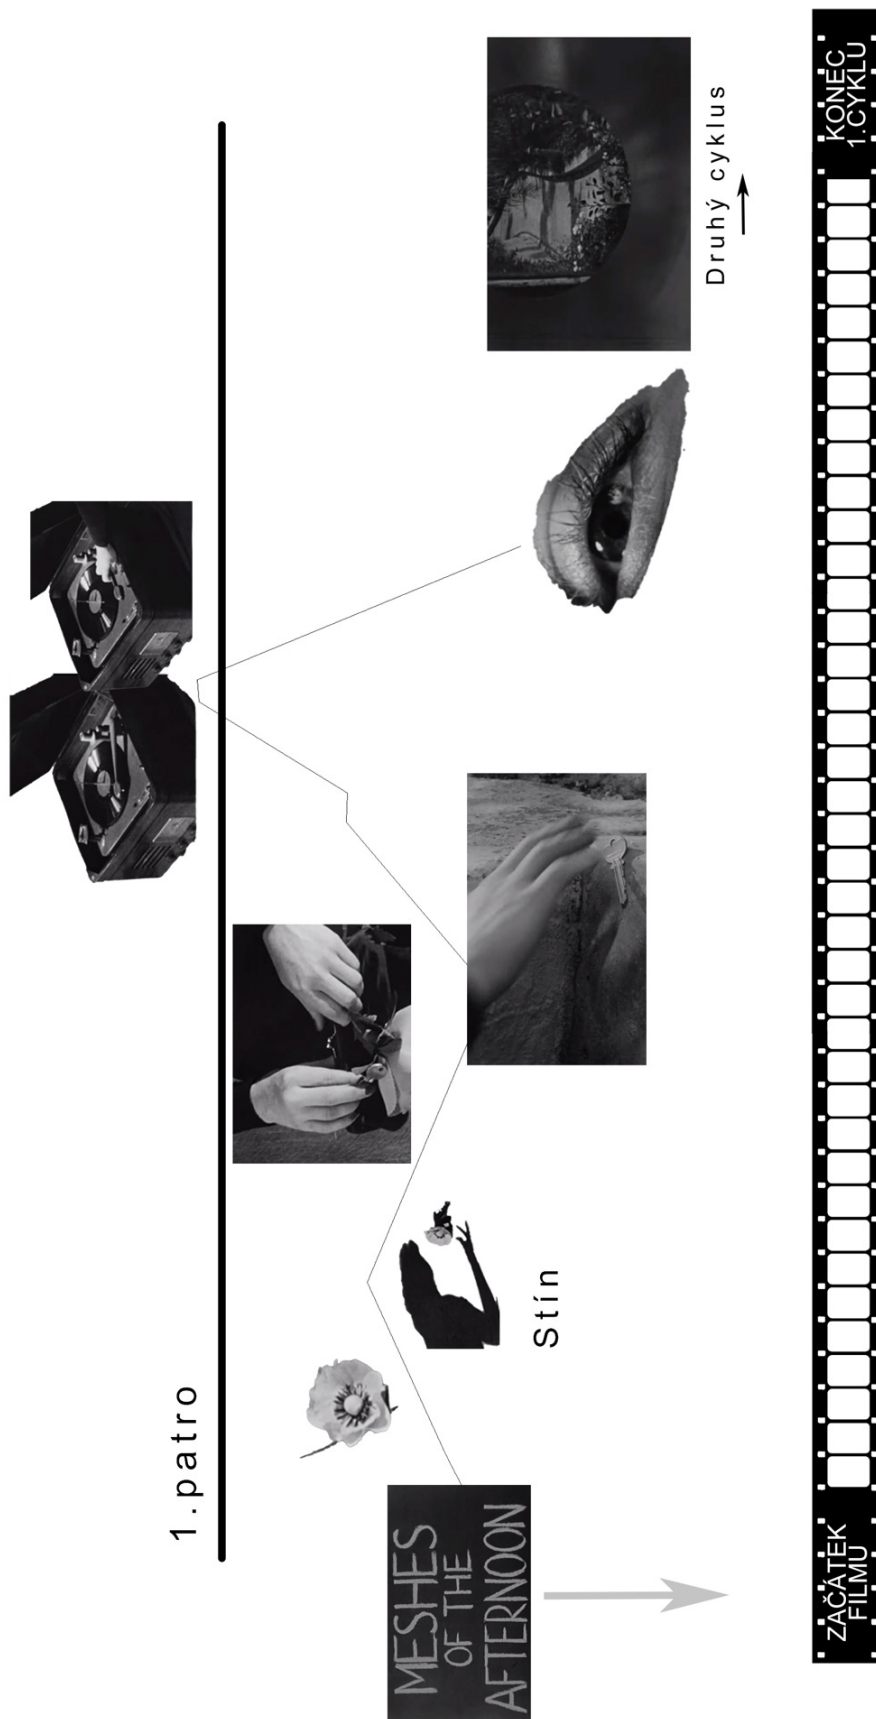 1.patro
MESHES
OF THE
AFTERNOON
Stín
Druhý cyklus
ZAČÁTEK
FILMU
KONEC
1.CYKLU